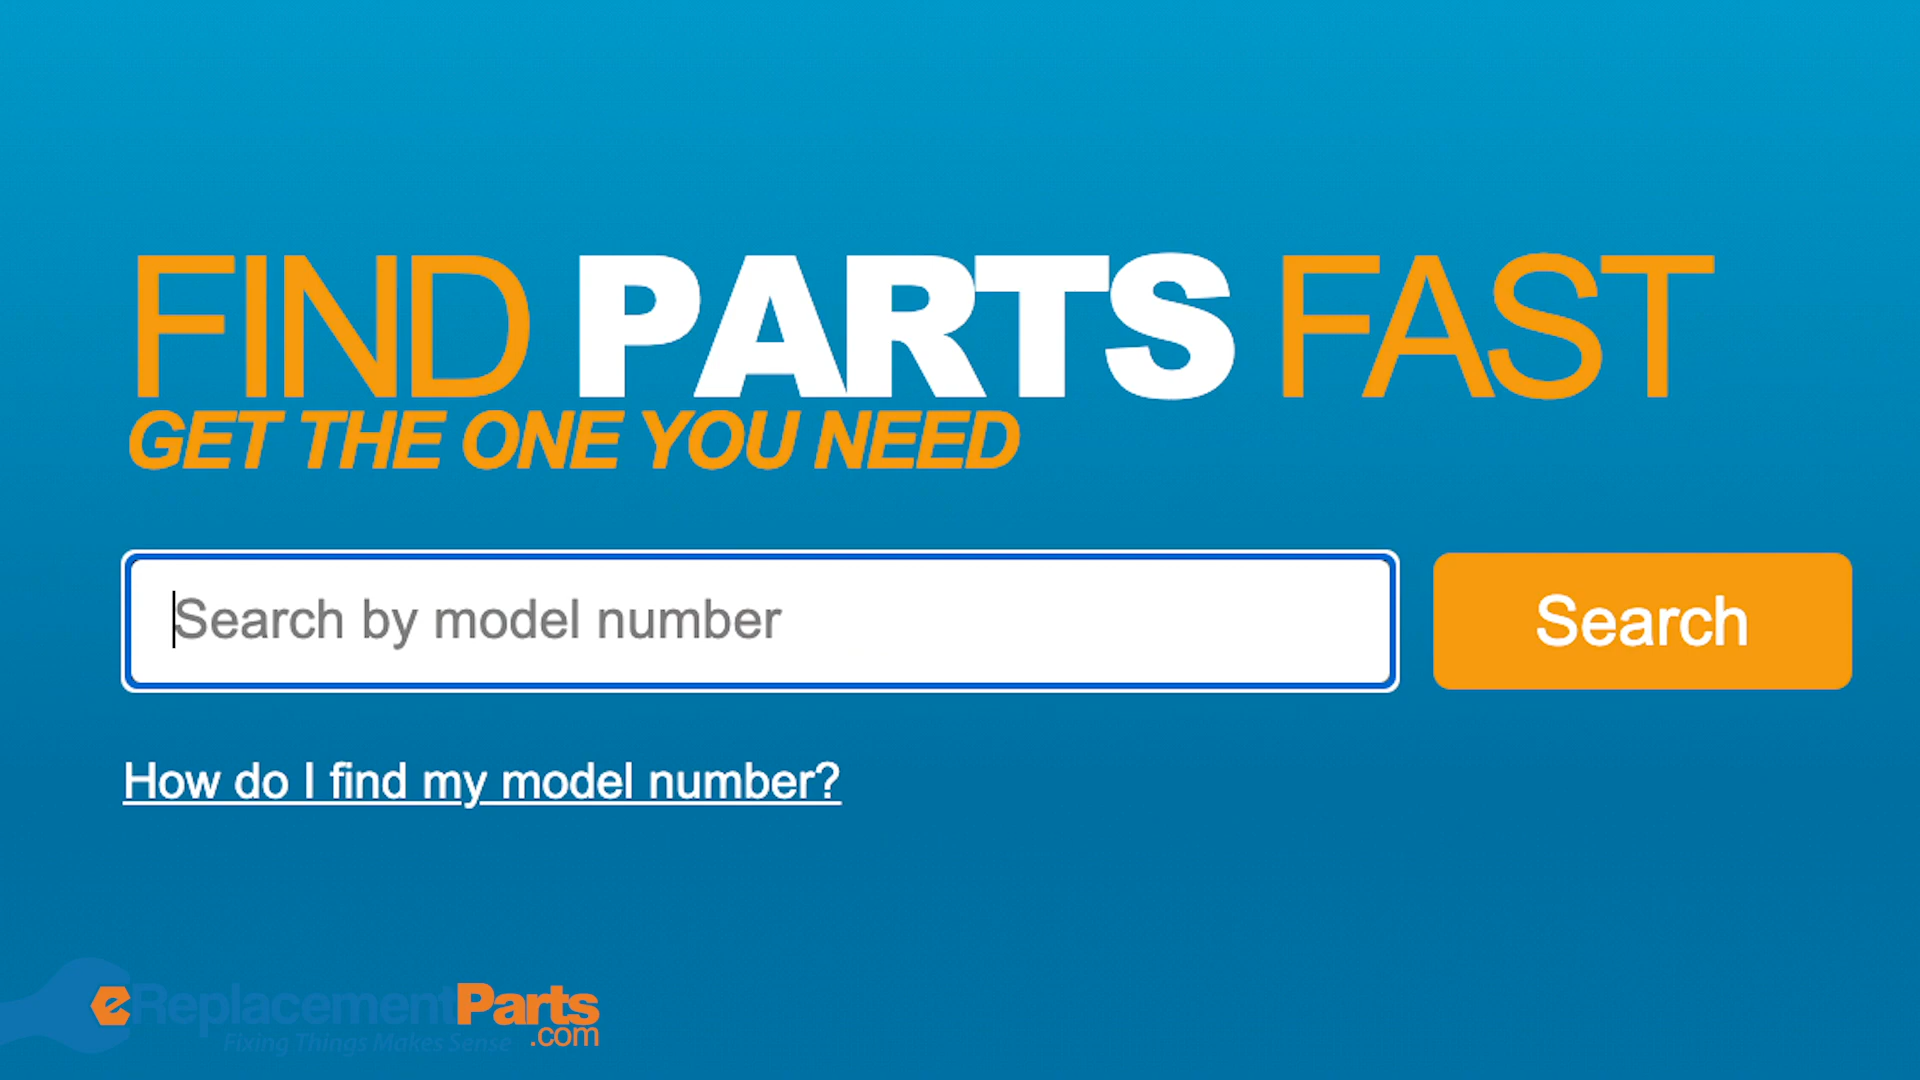 FIND PARTS FAST
GET THE ONE YOU NEED
Search by model number
Search
How do I find my model number?
eReplacementParts
.com
Fixing Things Makes Sense